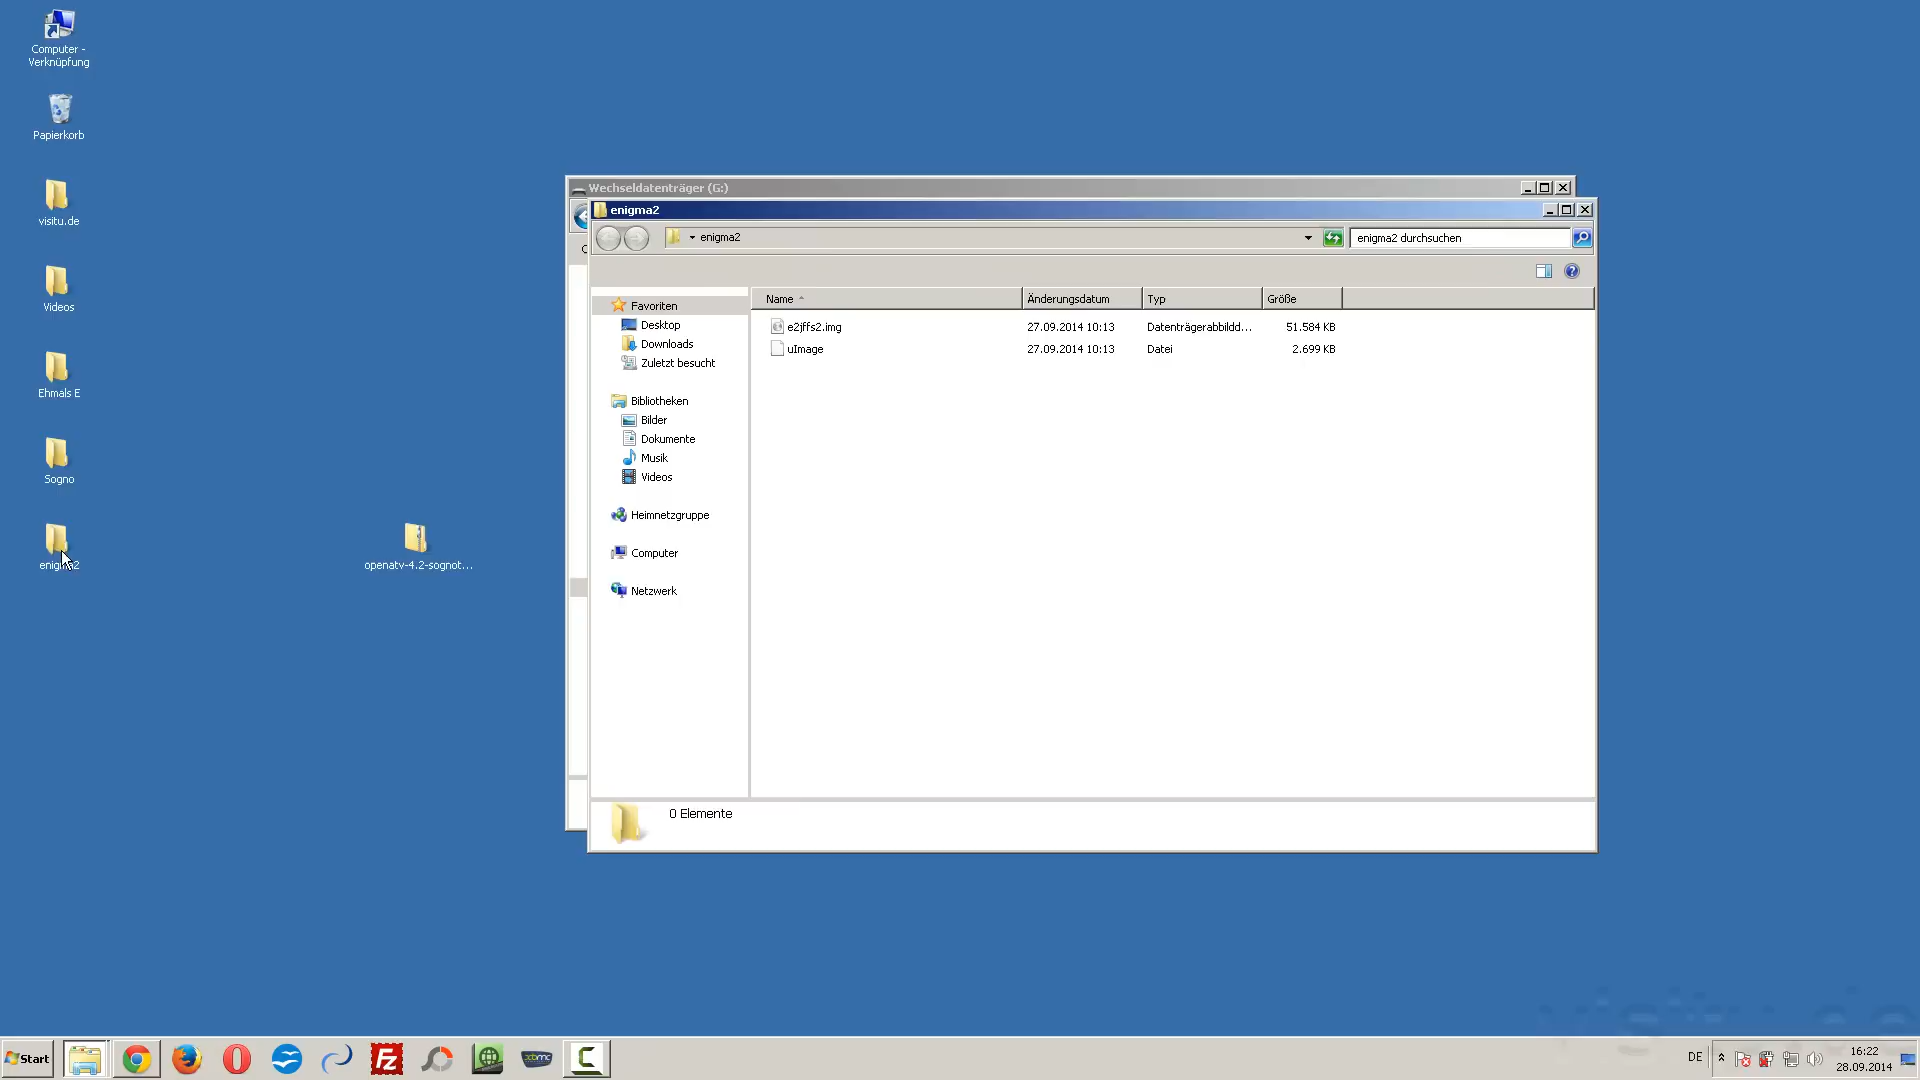 Computer -
Verknüpfung
Papierkorb
visitu.de
Videos
Ehmals E
Sogno
enigma2
openatv-4.2-sognot...
Wechseldatenträger (G:)
enigma2
enigma2
enigma2 durchsuchen
Name
Änderungsdatum
Typ
Größe
e2jffs2.img
27.09.2014 10:13
Datenträgerabbildd...
51.584 KB
uImage
27.09.2014 10:13
Datei
2.699 KB
Favoriten
Desktop
Downloads
Zuletzt besucht
Bibliotheken
Bilder
Dokumente
Musik
Videos
Heimnetzgruppe
Computer
Netzwerk
0 Elemente
Start
FZ
xbmc
DE
16:22
28.09.2014